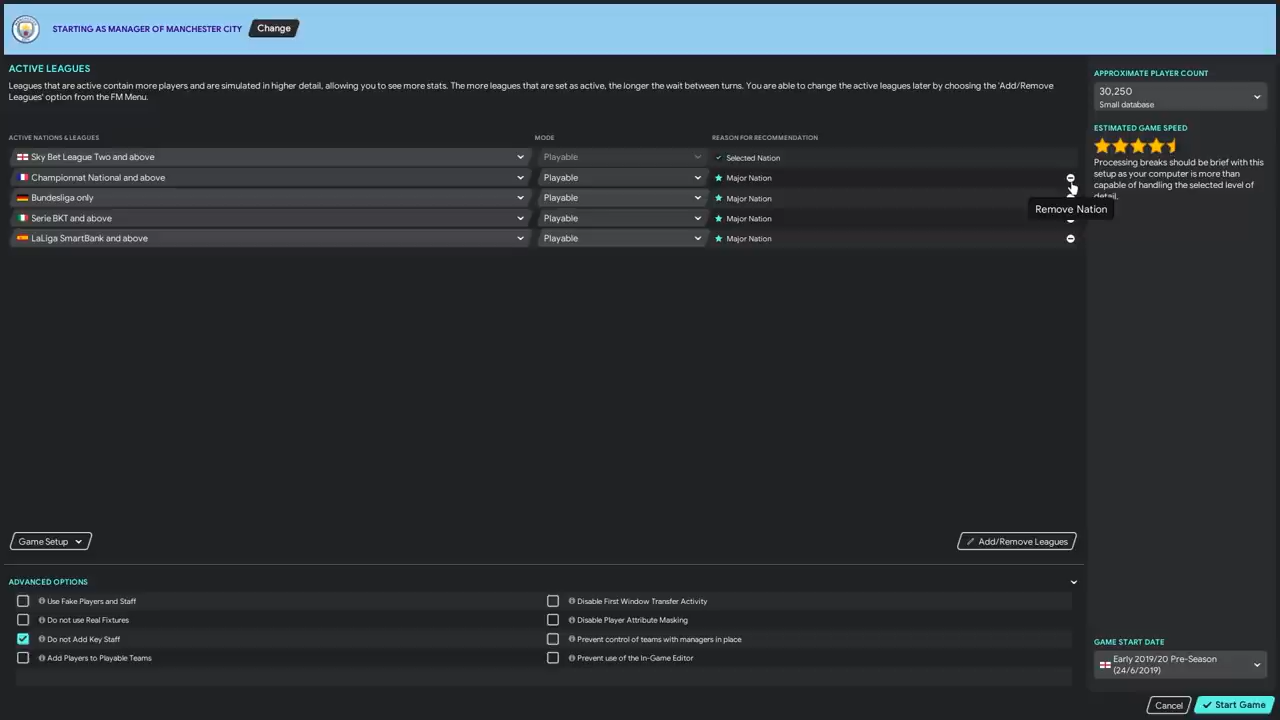 STARTING AS MANAGER OF MANCHESTER CITY
Change
ACTIVE LEAGUES
Leagues that are active contain more players and are simulated in higher detail, allowing you to see more stats. The more leagues that are set as active, the longer the wait between turns. You are able to change the active leagues later by choosing the 'Add/Remove
Leagues' option from the FM Menu.
ACTIVE NATIONS & LEAGUES
MODE
REASON FOR RECOMMENDATION
Sky Bet League Two and above
Playable
Selected Nation
Championnat National and above
Playable
Major Nation
Bundesliga only
Playable
Major Nation
Serie BKT and above
Playable
Major Nation
LaLiga SmartBank and above
Playable
Major Nation
Remove Nation
Game Setup
Add/Remove Leagues
ADVANCED OPTIONS
Use Fake Players and Staff
Disable First Window Transfer Activity
Do not use Real Fixtures
Disable Player Attribute Masking
Do not Add Key Staff
Prevent control of teams with managers in place
Add Players to Playable Teams
Prevent use of the In-Game Editor
APPROXIMATE PLAYER COUNT
30,250
Small database
ESTIMATED GAME SPEED
Processing breaks should be brief with this
setup as your computer is more than
capable of handling the selected level of
detail.
GAME START DATE
Early 2019/20 Pre-Season
(24/6/2019)
Cancel
Start Game